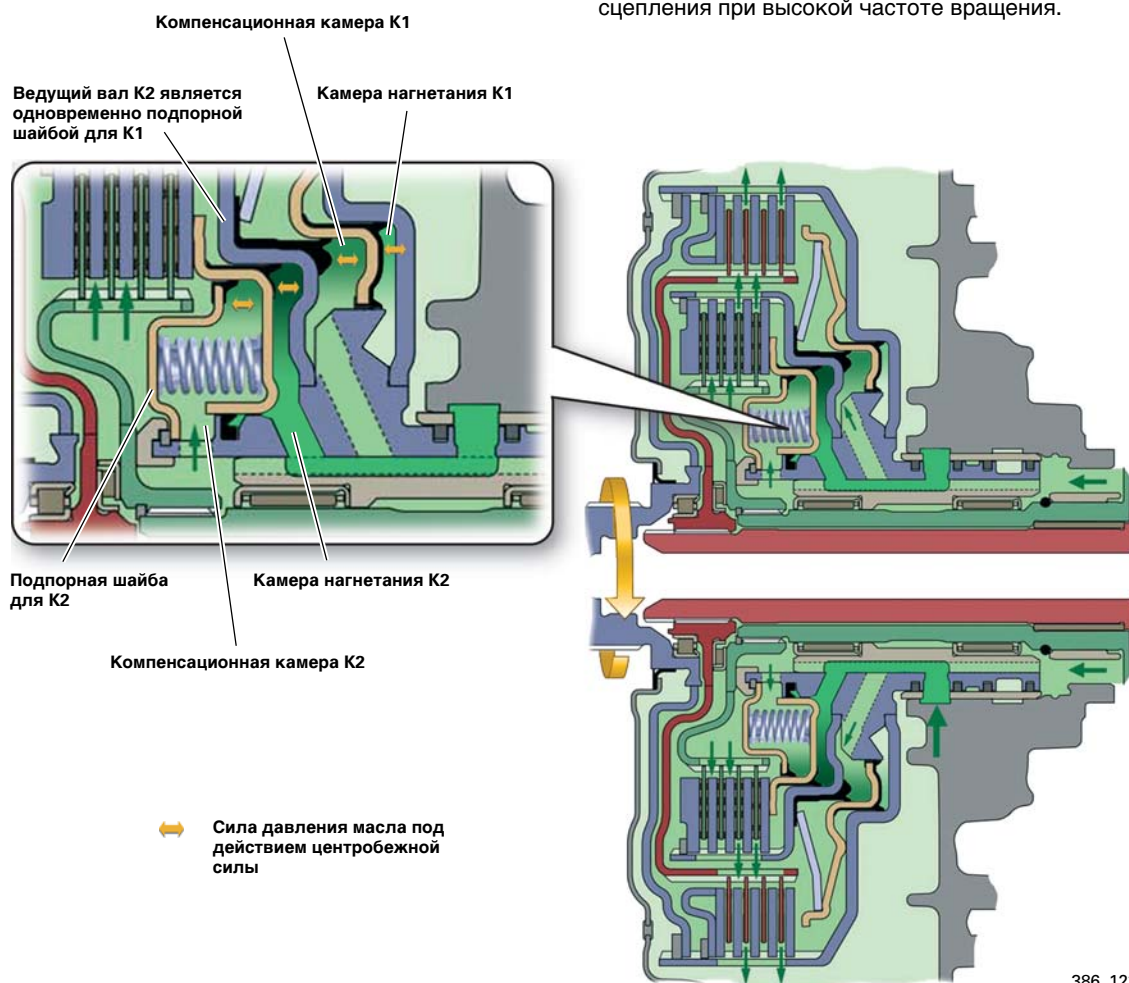 сцепления при высокой частоте вращения.
Компенсационная камера K1
Ведущий вал K2 является
одновременно подпорной
шайбой для K1
Камера нагнетания K1
Подпорная шайба
для K2
Камера нагнетания K2
Компенсационная камера K2
Сила давления масла под
действием центробежной
силы